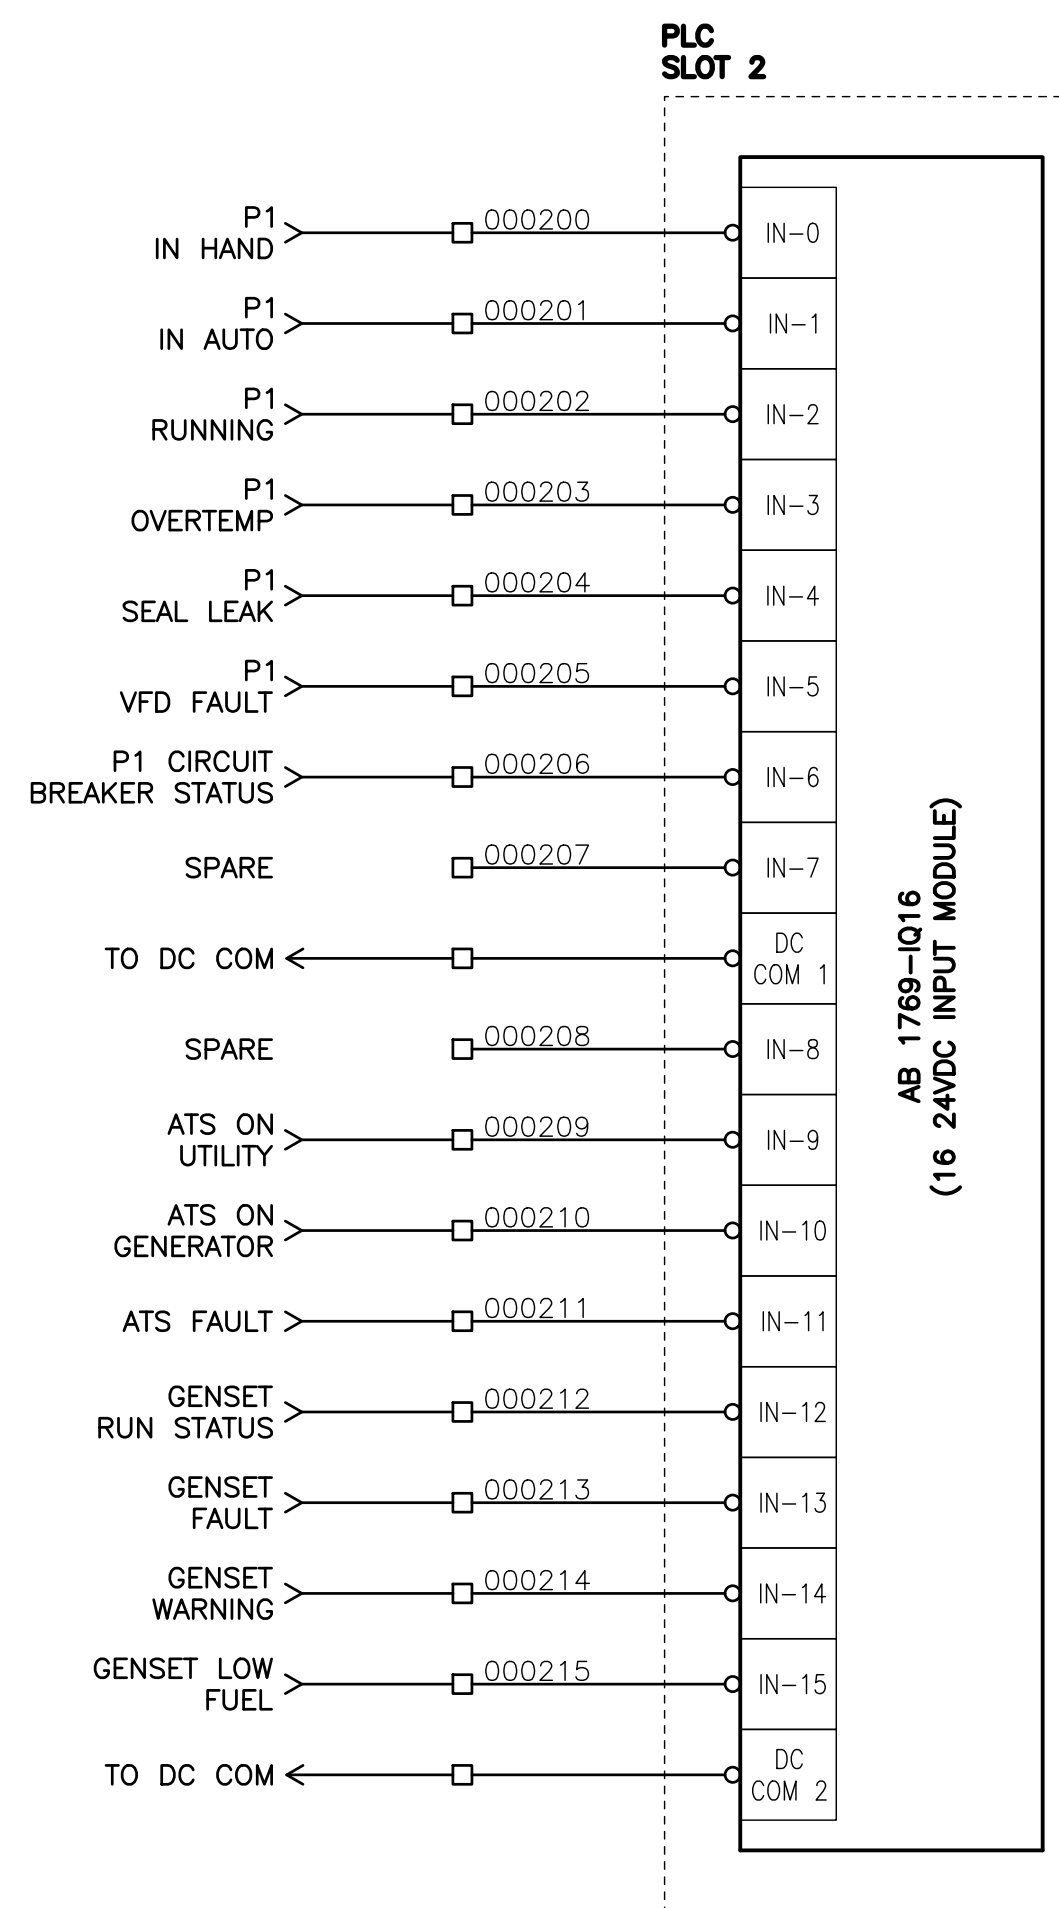 PLC
SLOT 2
P1
IN HAND
000200
IN-0
P1
IN AUTO
000201
IN-1
P1
RUNNING
000202
IN-2
P1
OVERTEMP
000203
IN-3
P1
SEAL LEAK
000204
IN-4
P1
VFD FAULT
000205
IN-5
P1 CIRCUIT
BREAKER STATUS
000206
IN-6
SPARE
000207
IN-7
TO DC COM
DC
COM 1
SPARE
000208
IN-8
ATS ON
UTILITY
000209
IN-9
ATS ON
GENERATOR
000210
IN-10
ATS FAULT
000211
IN-11
GENSET
RUN STATUS
000212
IN-12
GENSET
FAULT
000213
IN-13
GENSET
WARNING
000214
IN-14
GENSET LOW
FUEL
000215
IN-15
TO DC COM
DC
COM 2
AB 1769-IQ16
(16 24VDC INPUT MODULE)